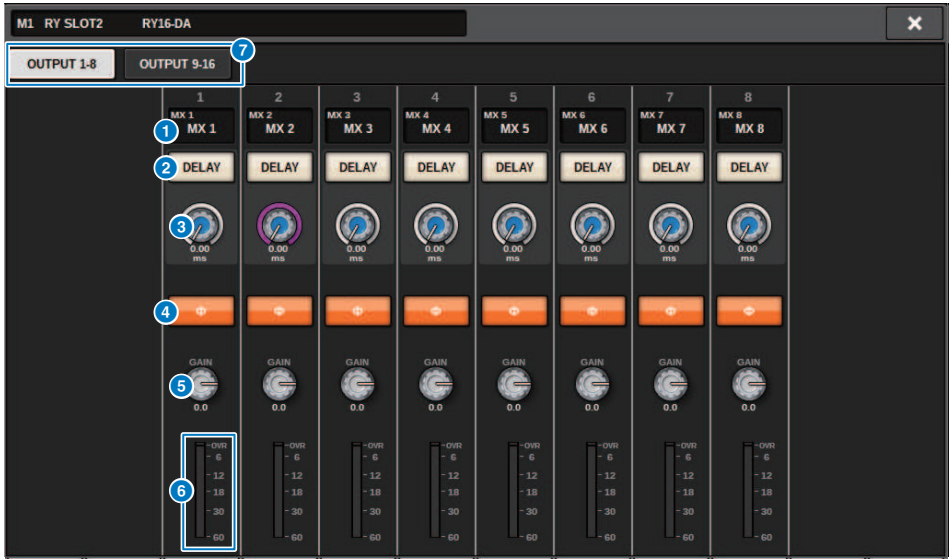 M1 RY SLOT2 RY16-DA
×
OUTPUT 1-8 OUTPUT 9-16 7
1 2 3 4 5 6 7 8
MX 1 MX 2 MX 3 MX 4 MX 5 MX 6 MX 7 MX 8
1 MX 1 MX 2 MX 3 MX 4 MX 5 MX 6 MX 7 MX 8
2 DELAY DELAY DELAY DELAY DELAY DELAY DELAY DELAY
3
0.00 0.00 0.00 0.00 0.00 0.00 0.00 0.00
ms ms ms ms ms ms ms ms
4 Φ Φ Φ Φ Φ Φ Φ Φ
GAIN GAIN GAIN GAIN GAIN GAIN GAIN GAIN
5
0.0 0.0 0.0 0.0 0.0 0.0 0.0 0.0
OVR OVR OVR OVR OVR OVR OVR OVR
6 6 6 6 6 6 6 6
12 12 12 12 12 12 12 12
6 18 18 18 18 18 18 18 18
30 30 30 30 30 30 30 30
60 60 60 60 60 60 60 60